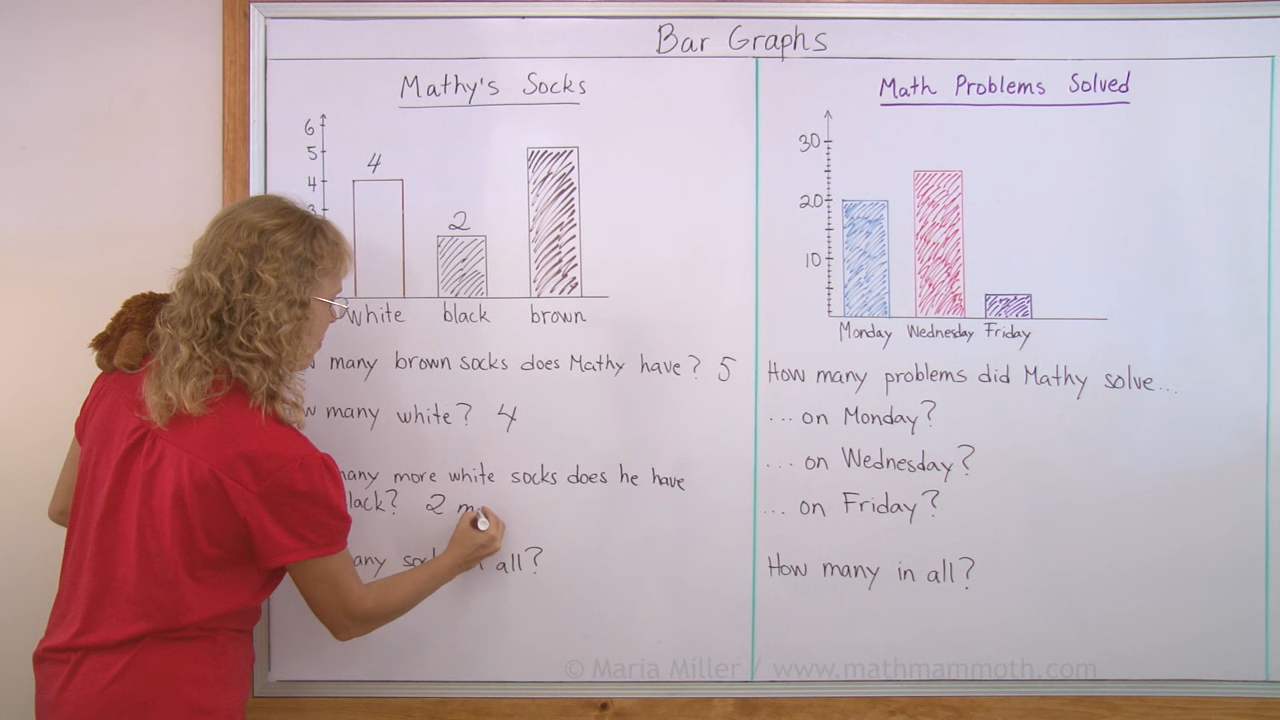 Bar Graphs
Mathy's Socks
6
5
4
4
2
white black brown
many brown socks does Mathy have? 5
many white? 4
many more white socks does he have
2
all?
Math Problems Solved
30
20
10
Monday Wednesday Friday
How many problems did Mathy solve...
... on Monday?
... on Wednesday?
... on Friday?
How many in all?
© Maria Miller / www.mathmammoth.com